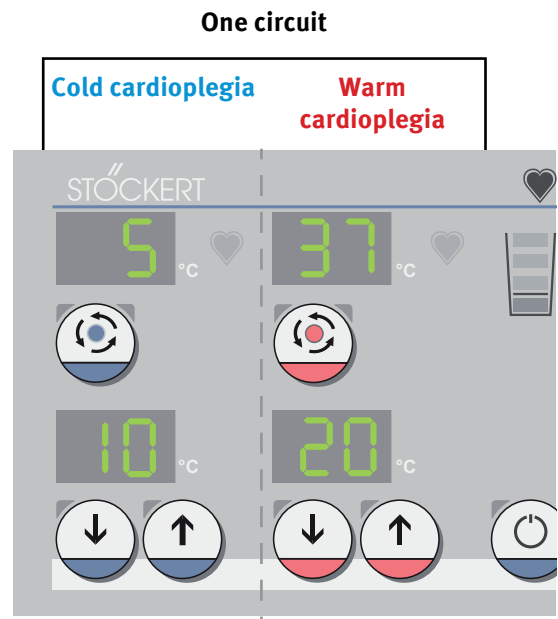 One circuit
Cold cardioplegia
Warm
cardioplegia
STÖCKERT
5 °C
37 °C
10 °C
20 °C